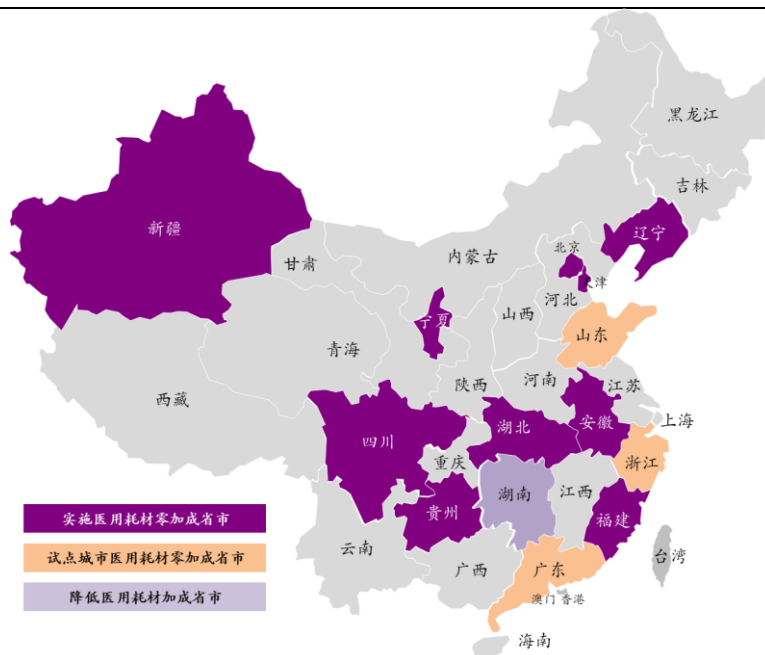 黑龙江
吉林
辽宁
新疆
内蒙古
北京
天津
甘肃
河北
山西
宁夏
山东
青海
陕西
河南
江苏
西藏
上海
安徽
湖北
四川
重庆
浙江
湖南
江西
贵州
福建
云南
广西
广东
台湾
澳门 香港
海南
实施医用耗材零加成省市
试点城市医用耗材零加成省市
降低医用耗材加成省市